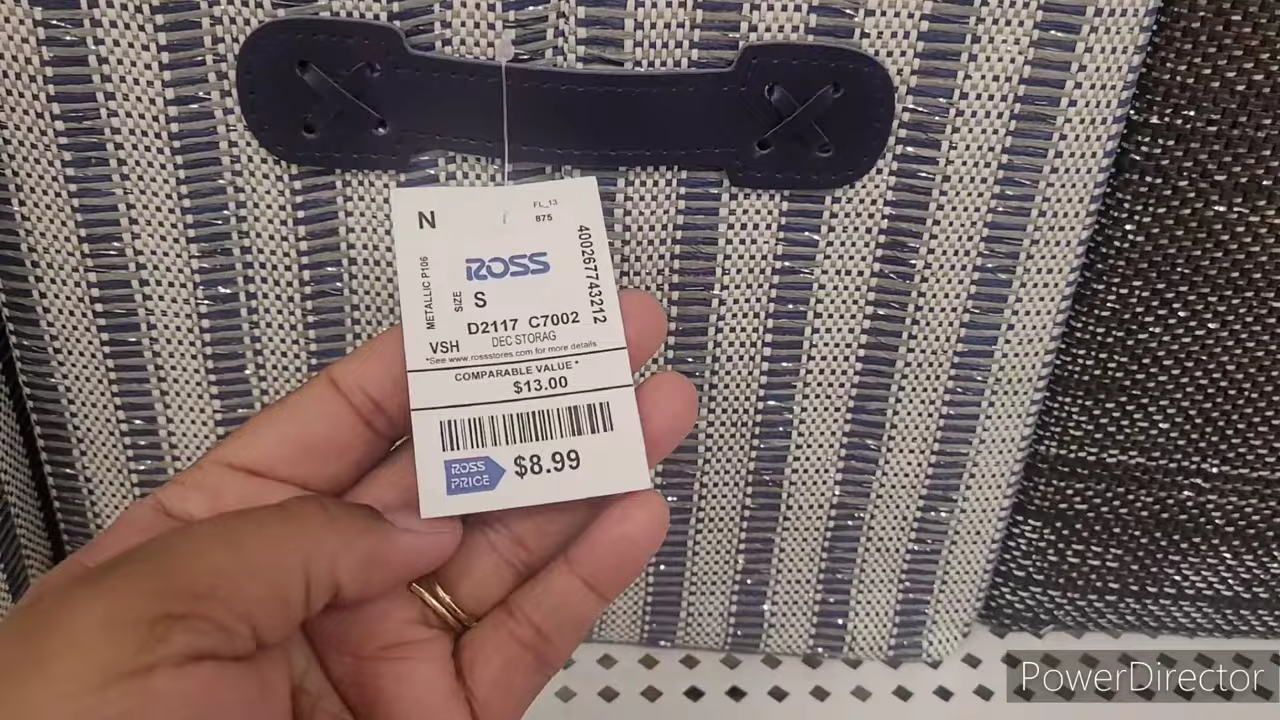 N
FL_13
875
ROSS
METALLIC P106
SIZE
S
400267743212
D2117 C7002
VSH
DEC STORAG
*See www.rossstores.com for more details
COMPARABLE VALUE *
$13.00
ROSS
PRICE
$8.99
PowerDirector